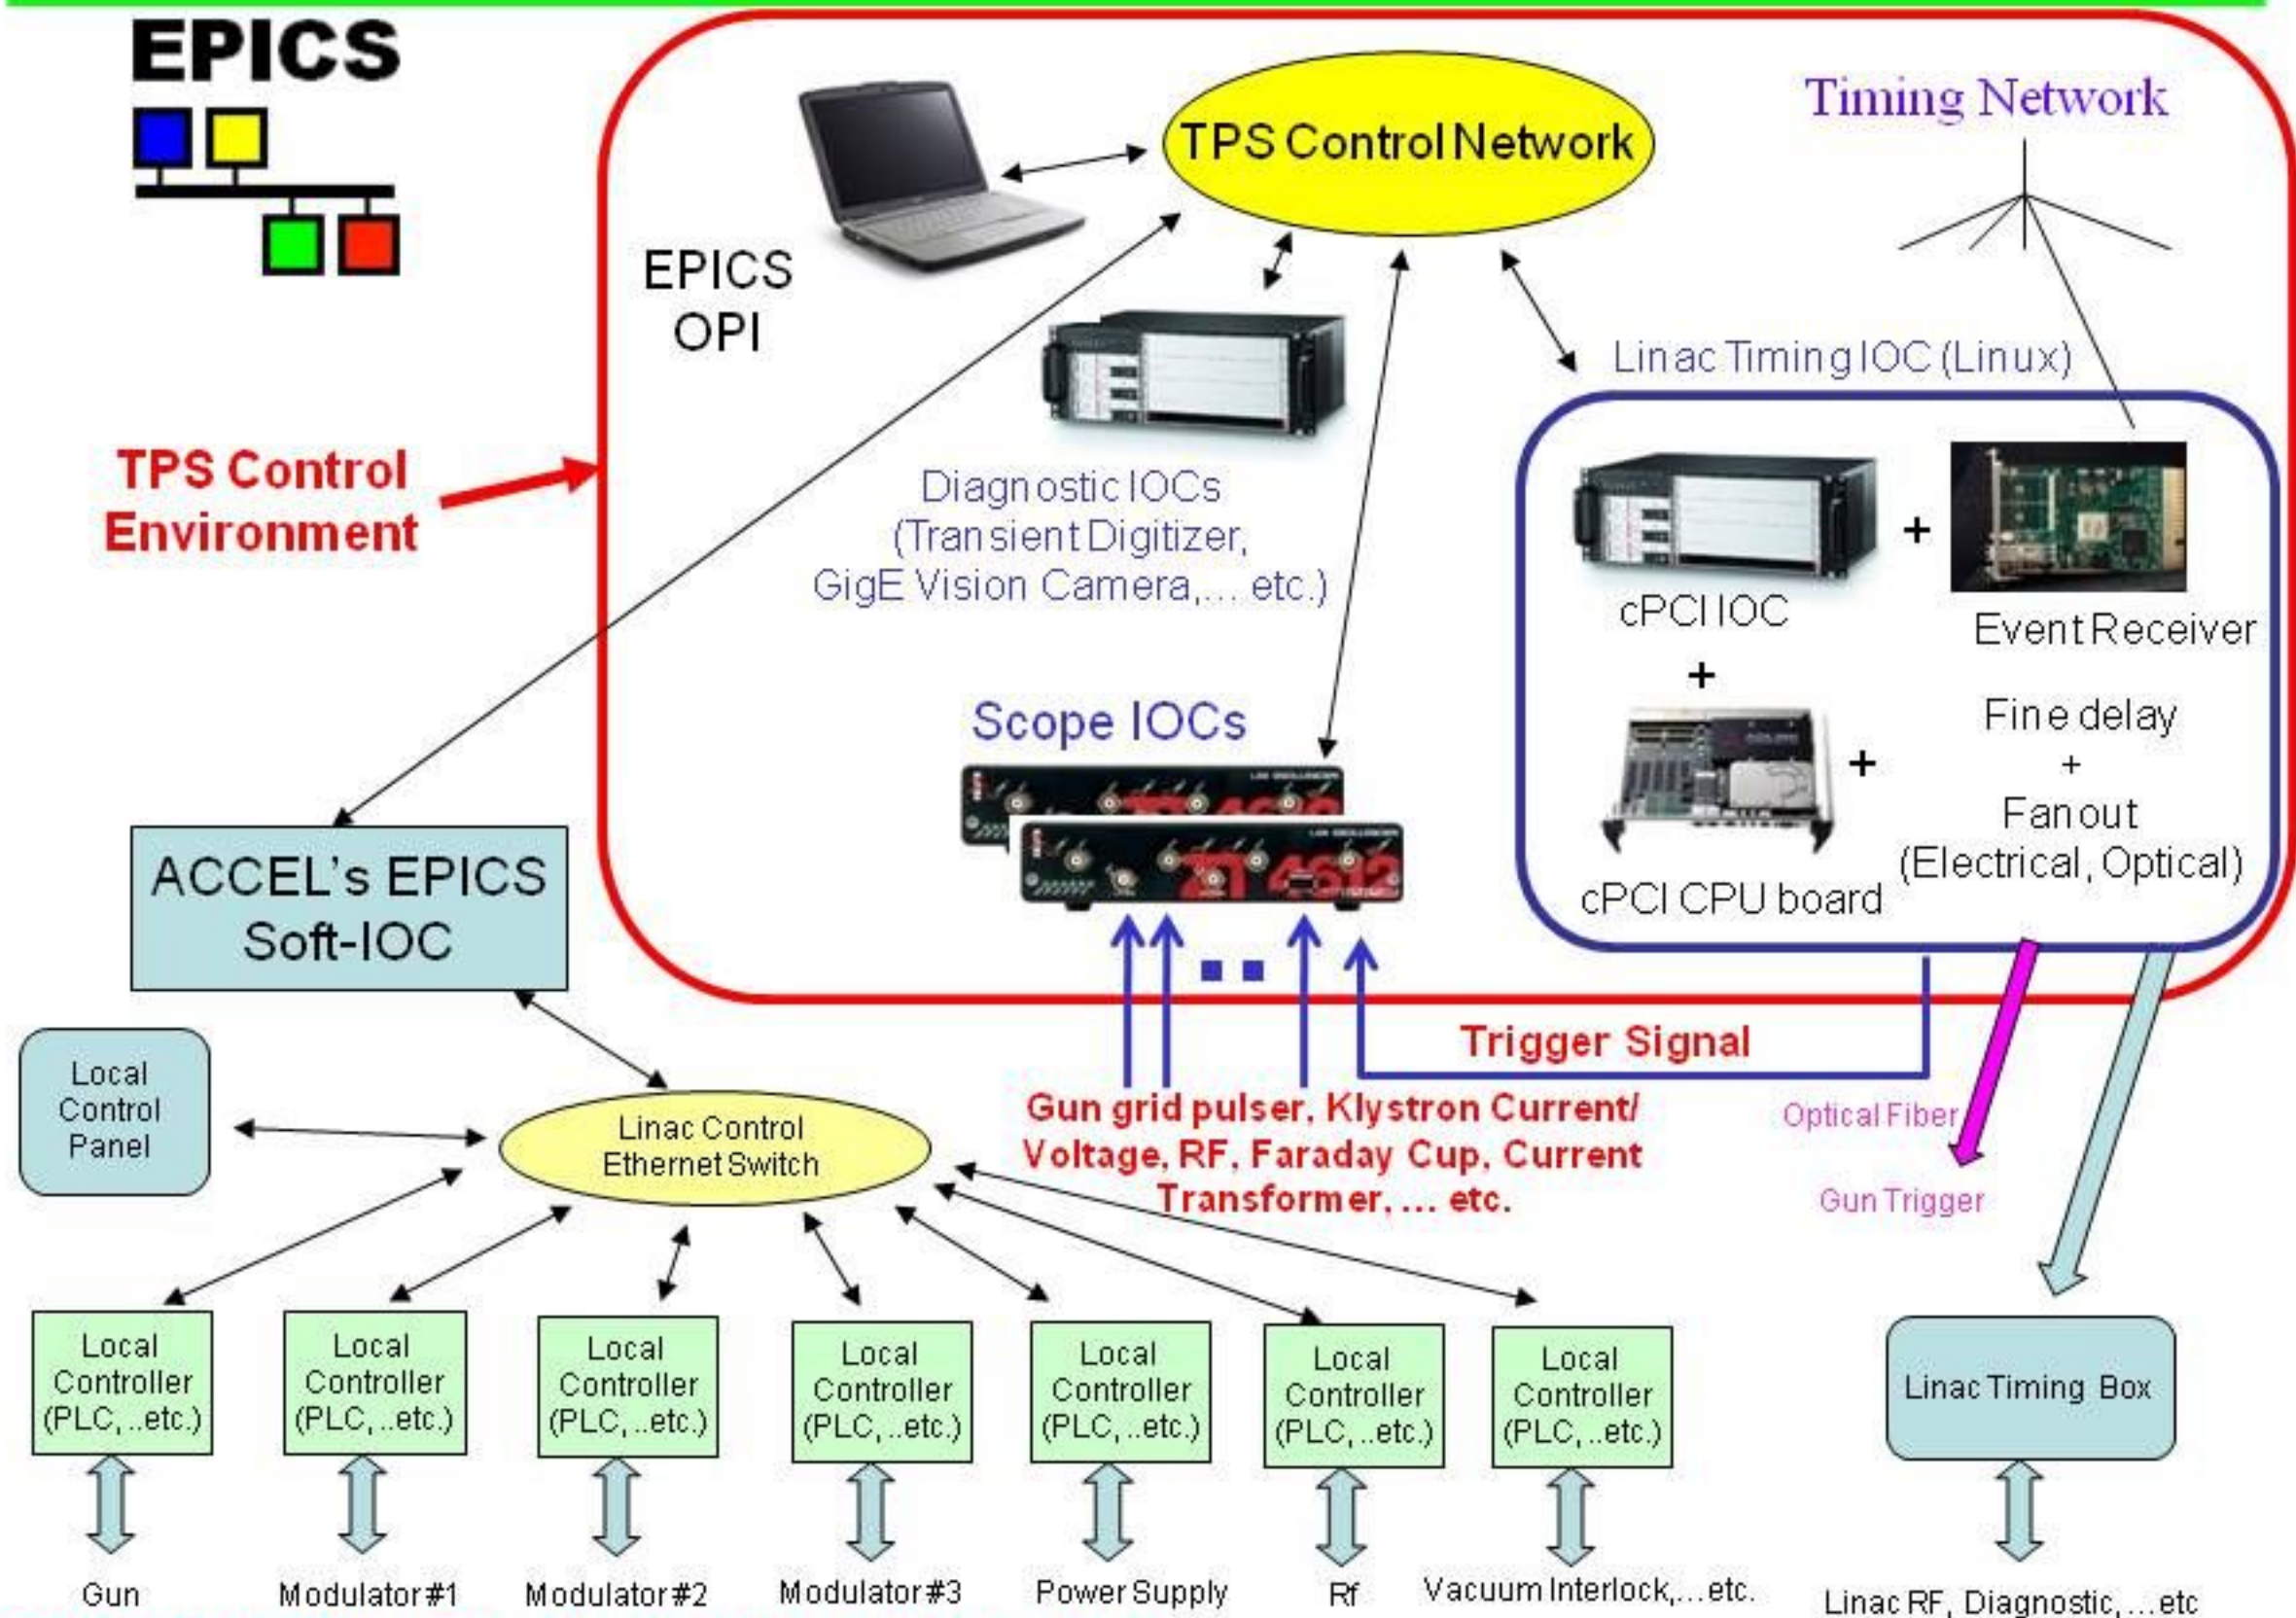 EPICS
TPS Control Network
Timing Network
EPICS
OPI
Linac Timing IOC (Linux)
TPS Control
Environment
Diagnostic IOCs
(Transient Digitizer,
GigE Vision Camera,... etc.)
cPCI IOC
+
Event Receiver
+
Scope IOCs
Fine delay
+
+
Fanout
(Electrical, Optical)
cPCI CPU board
4612
ACCEL's EPICS
Soft-IOC
Trigger Signal
Local
Control
Panel
Linac Control
Ethernet Switch
Gun grid pulser, Klystron Current/
Voltage, RF, Faraday Cup, Current
Transformer, ... etc.
Optical Fiber
Gun Trigger
Local
Controller
(PLC, ..etc.)
Local
Controller
(PLC, ..etc.)
Local
Controller
(PLC, ..etc.)
Local
Controller
(PLC, ..etc.)
Local
Controller
(PLC, ..etc.)
Local
Controller
(PLC, ..etc.)
Local
Controller
(PLC, ..etc.)
Linac Timing Box
Gun
Modulator #1
Modulator #2
Modulator #3
Power Supply
Rf
Vacuum Interlock,...etc.
Linac RF, Diagnostic,...etc